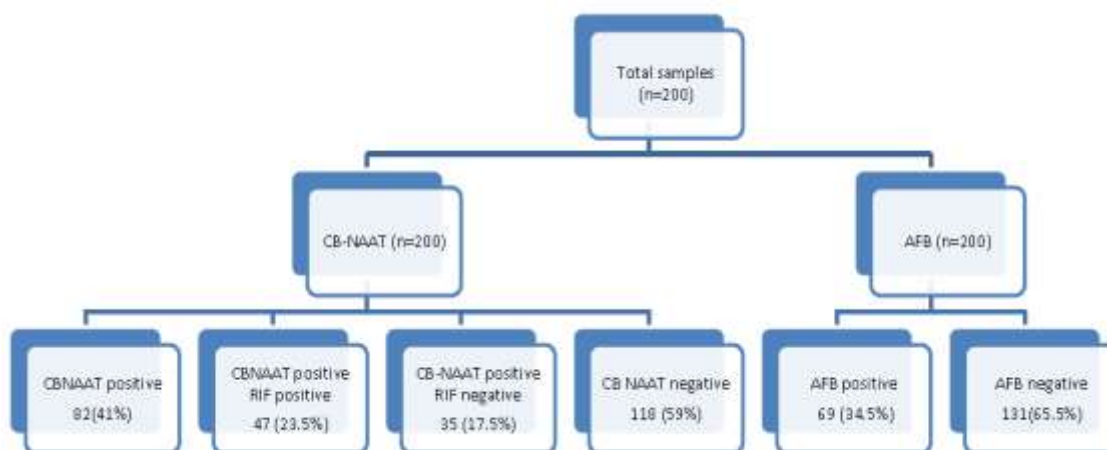 Total samples
(n=200)
CB-NAAT (n=200)
AFB (n=200)
CBNAAT positive
82(41%)
CBNAAT positive
RIF positive
47 (23.5%)
CB-NAAT positive
RIF negative
35 (17.5%)
CB NAAT negative
118 (59%)
AFB positive
69 (34.5%)
AFB negative
131(65.5%)